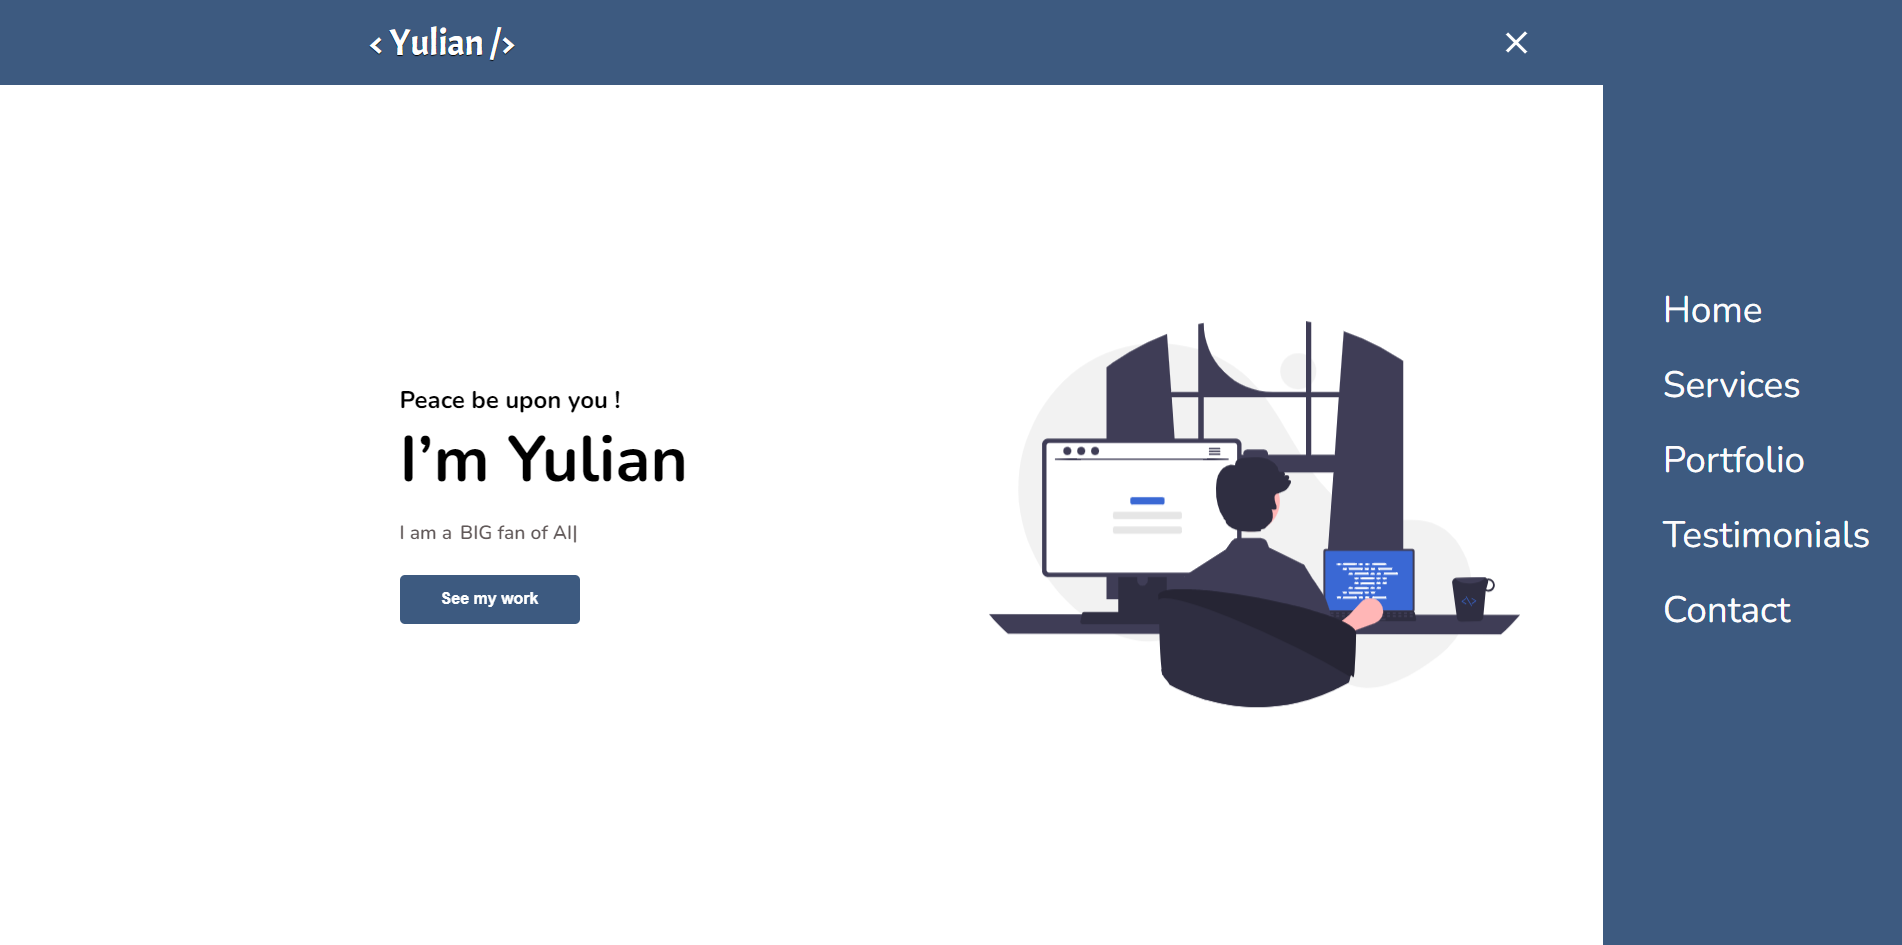 < Yulian />
Peace be upon you !
I'm Yulian
I am a BIG fan of AI|
See my work
Home
Services
Portfolio
Testimonials
Contact